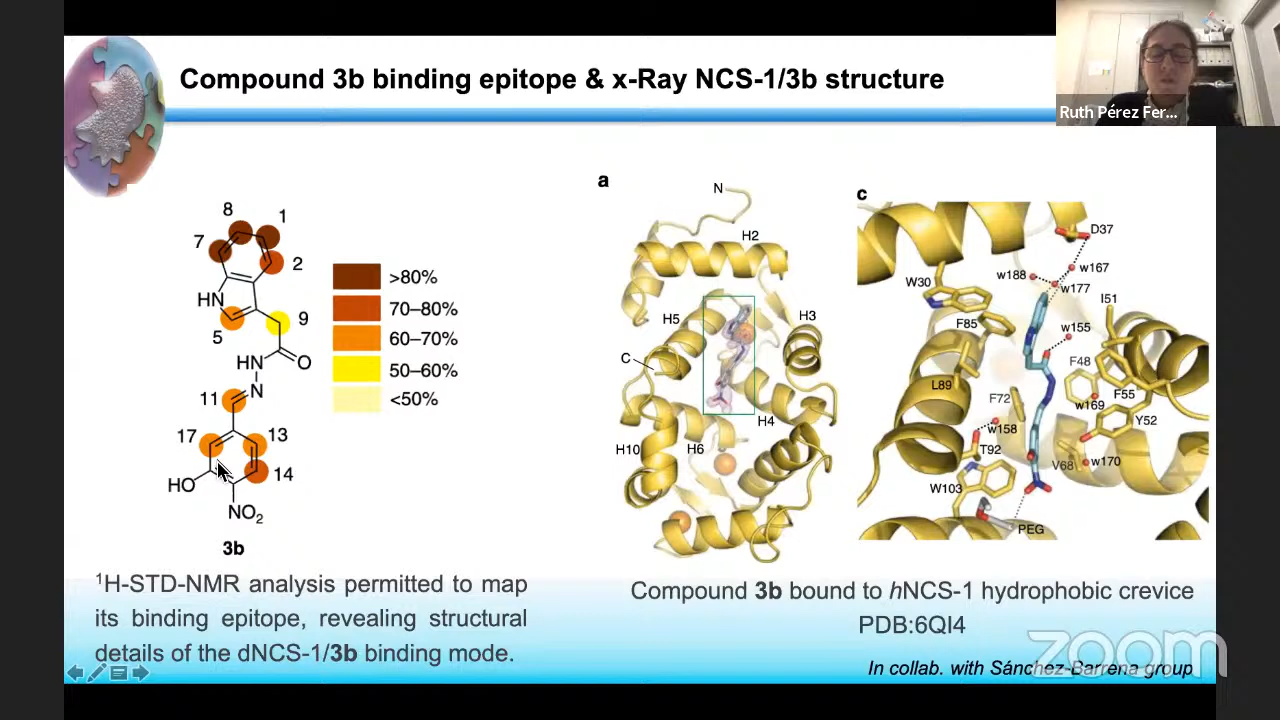 Compound 3b binding epitope & x-Ray NCS-1/3b structure
Ruth Pérez Fer...
8
1
7
2
HN
5
9
HN
O
N
11
17
13
14
HO
NO2
3b
>80%
70–80%
60–70%
50–60%
<50%
a
N
H2
H5
H3
C
H4
H10
H6
c
D37
w188
w167
W30
w177
I51
F85
w155
F48
L89
F55
F72
w169
Y52
w158
T92
V68
w170
W103
PEG
1H-STD-NMR analysis permitted to map
its binding epitope, revealing structural
details of the dNCS-1/3b binding mode.
Compound 3b bound to hNCS-1 hydrophobic crevice
PDB:6QI4
In collab. with Sánchez-Barrena group
zoom